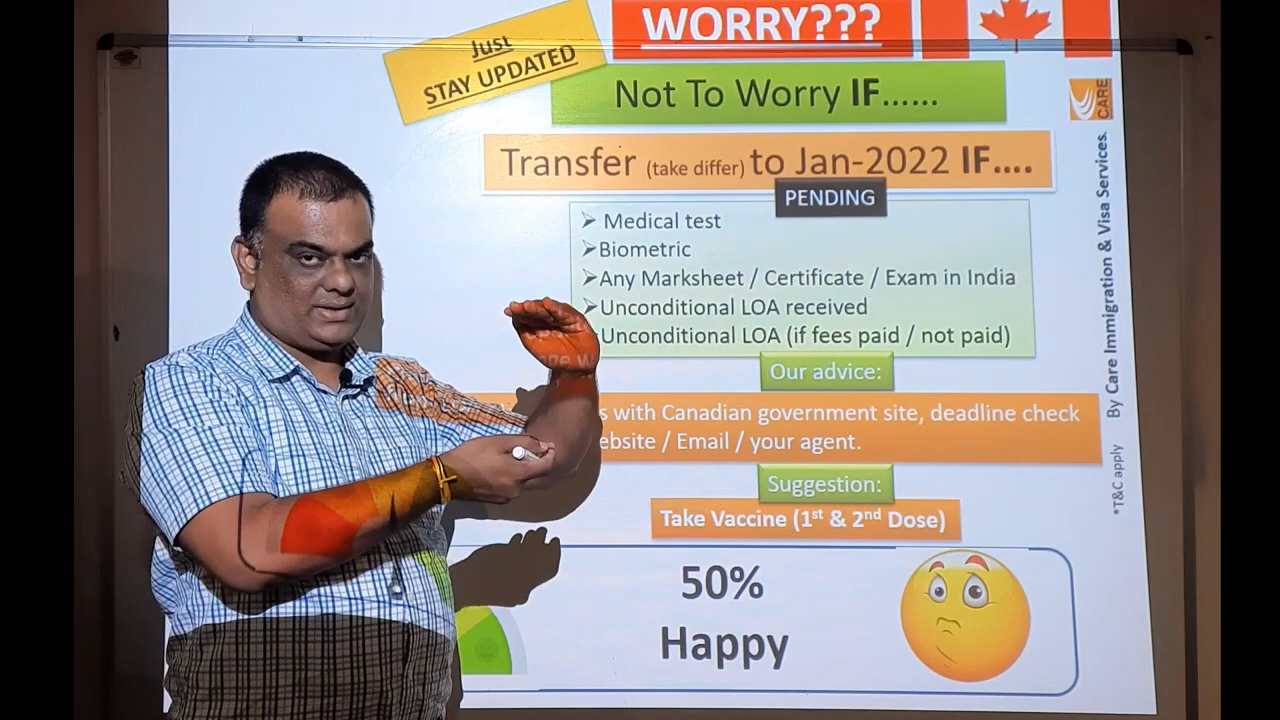 WORRY???
Just
STAY UPDATED
Not To Worry IF......
Transfer (take differ) to Jan-2022 IF....
PENDING
Medical test
Biometric
Any Marksheet / Certificate / Exam in India
Unconditional LOA received
Unconditional LOA (if fees paid / not paid)
Our advice:
with Canadian government site, deadline check
/ Email / your agent.
Suggestion:
Take Vaccine (1st & 2nd Dose)
50%
Happy
CARE
By Care Immigration & Visa Services.
*T&C apply